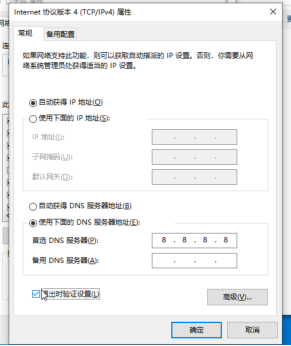 Internet 协议版本 4 (TCP/IPv4) 属性
常规 备用配置
如果网络支持此功能，则可以获取自动指派的 IP 设置。否则，你需要从网
络系统管理员处获得适当的 IP 设置。
自动获得 IP 地址(O)
使用下面的 IP 地址(S):
IP 地址(I):
子网掩码(U):
默认网关(D):
自动获得 DNS 服务器地址(B)
使用下面的 DNS 服务器地址(E):
首选 DNS 服务器(P): 8 . 8 . 8 . 8
备用 DNS 服务器(A):
出时验证设置(L)
高级(V)...
确定 取消